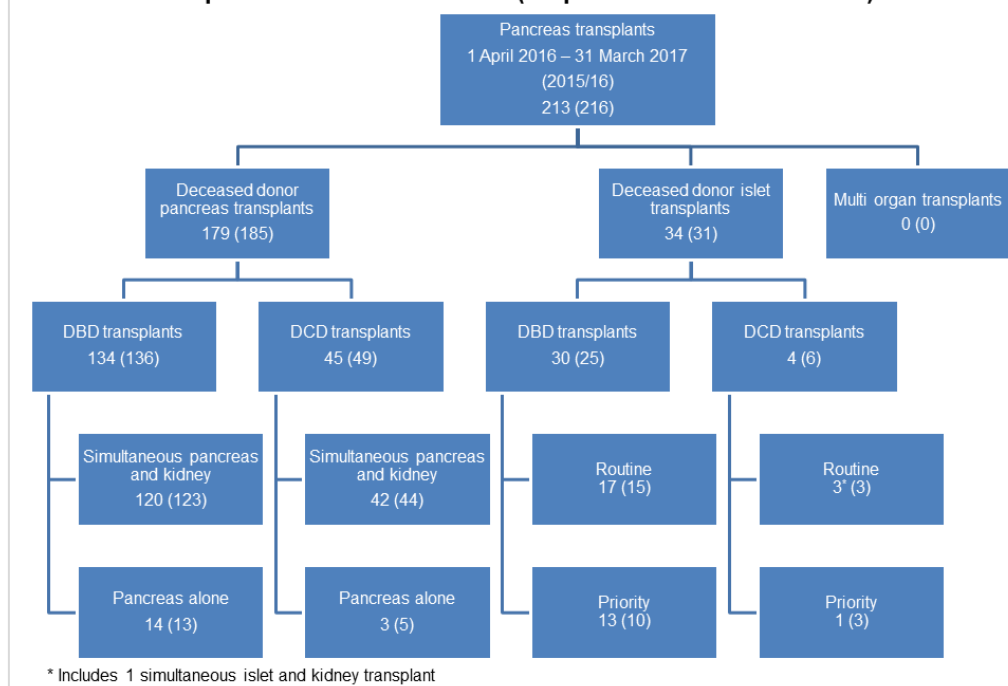 Pancreas transplants
1 April 2016 – 31 March 2017
(2015/16)
213 (216)
Deceased donor
pancreas transplants
179 (185)
Deceased donor islet
transplants
34 (31)
Multi organ transplants
0 (0)
DBD transplants
134 (136)
DCD transplants
45 (49)
DBD transplants
30 (25)
DCD transplants
4 (6)
Simultaneous pancreas
and kidney
120 (123)
Simultaneous pancreas
and kidney
42 (44)
Routine
17 (15)
Routine
3* (3)
Pancreas alone
14 (13)
Pancreas alone
3 (5)
Priority
13 (10)
Priority
1 (3)
* Includes 1 simultaneous islet and kidney transplant